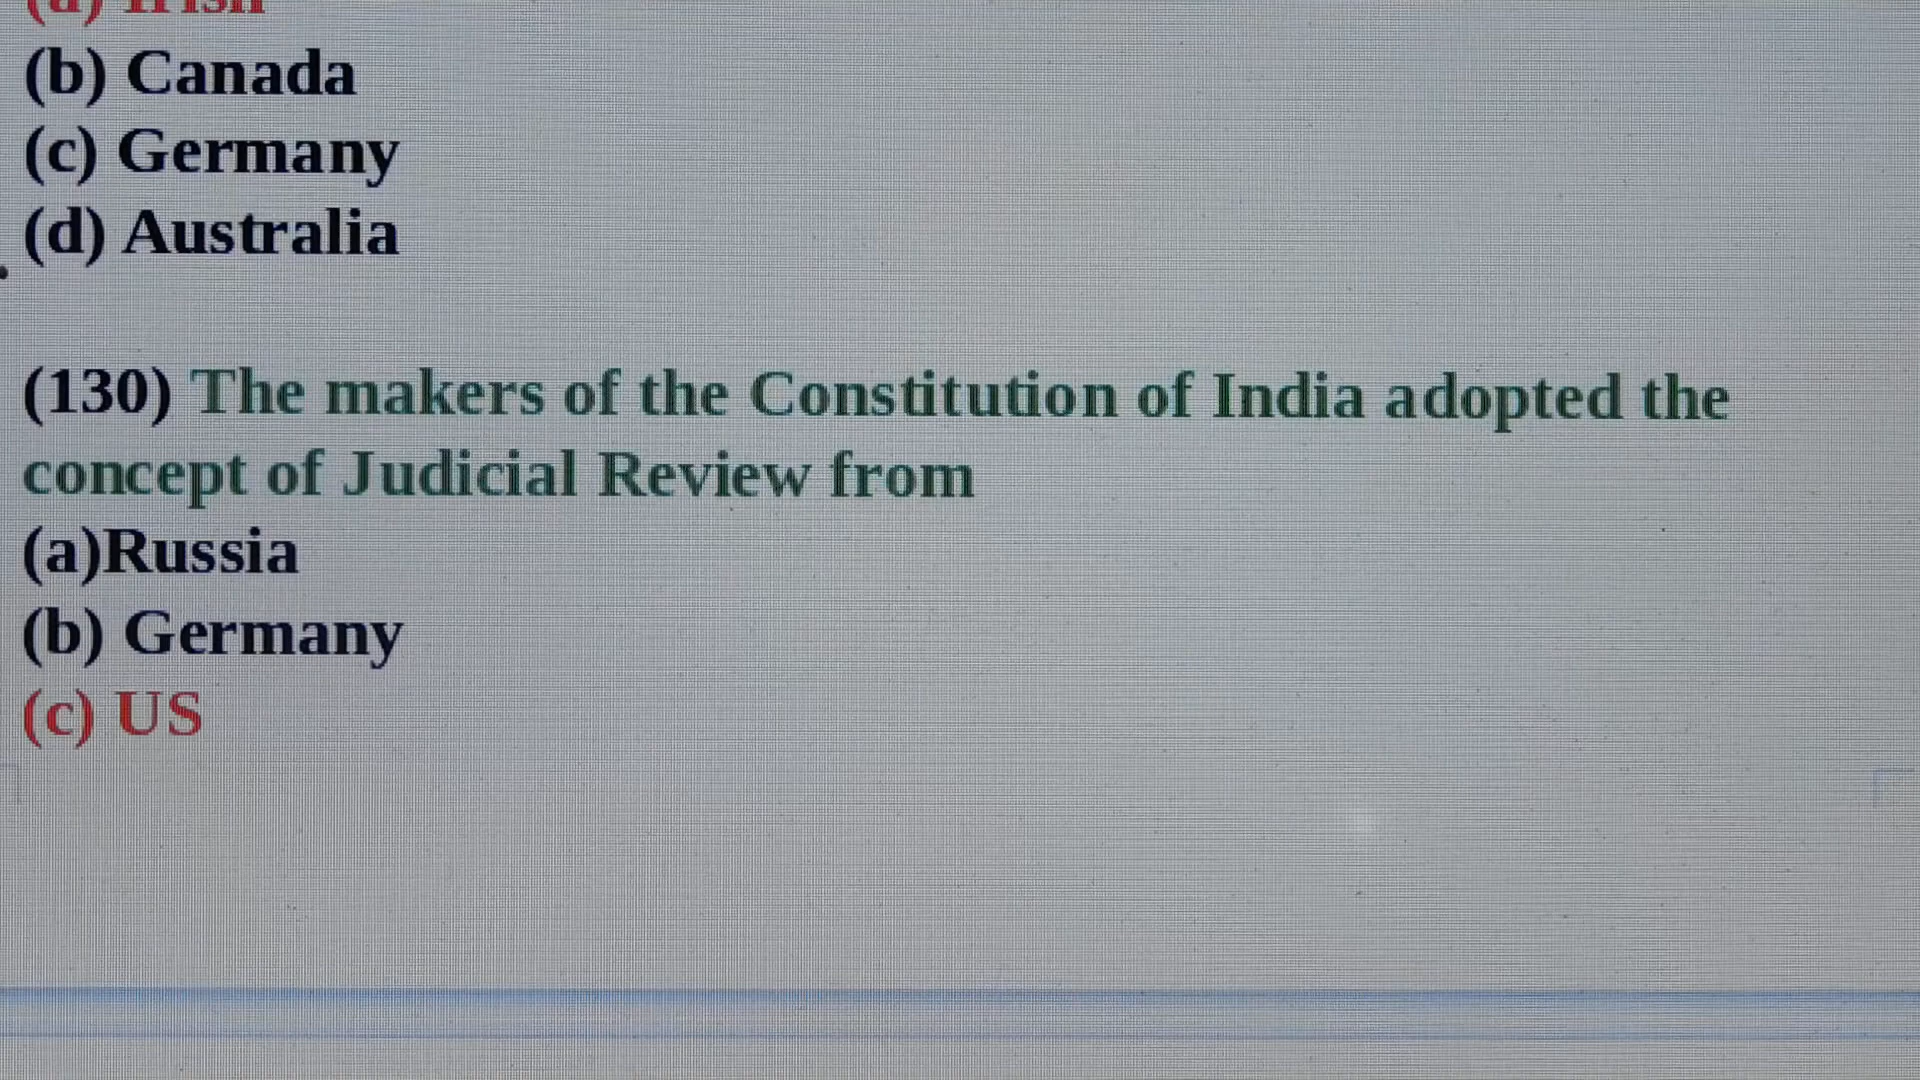 (a) Irish
(b) Canada
(c) Germany
(d) Australia
(130) The makers of the Constitution of India adopted the
concept of Judicial Review from
(a)Russia
(b) Germany
(c) US